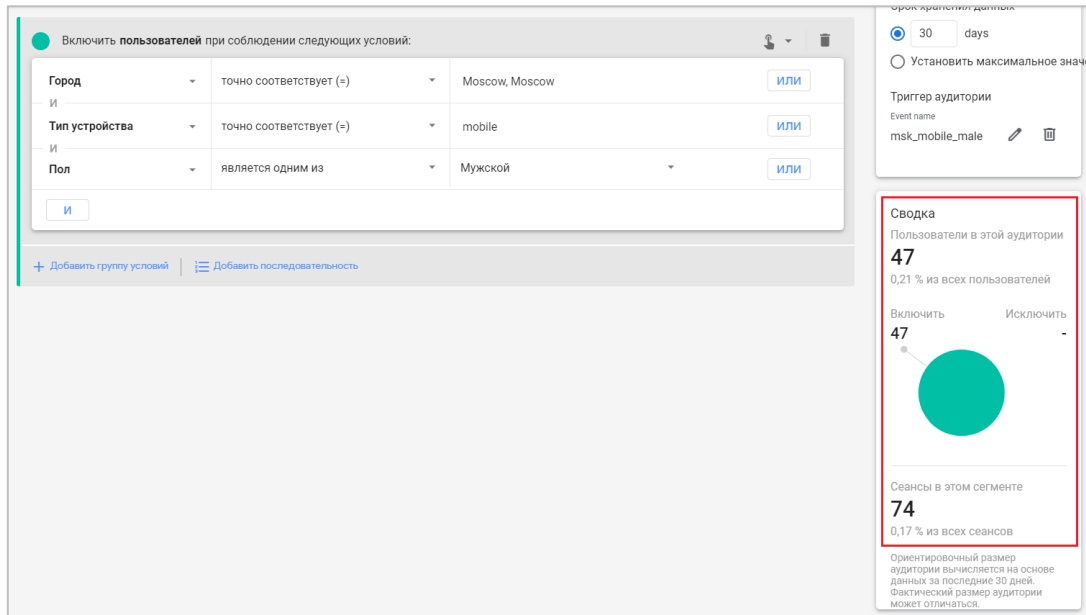 Включить пользователей при соблюдении следующих условий:
Город точно соответствует (=) Moscow, Moscow ИЛИ
И
Тип устройства точно соответствует (=) mobile ИЛИ
И
Пол является одним из Мужской ИЛИ
И
+ Добавить группу условий Добавить последовательность
Срок хранения данных
30 days
Установить максимальное
Триггер аудитории
Event name
msk_mobile_male
Сводка
Пользователи в этой аудитории
47
0,21 % из всех пользователей
Включить Исключить
47 -
Сеансы в этом сегменте
74
0,17 % из всех сеансов
Ориентировочный размер
аудитории вычисляется на основе
данных за последние 30 дней.
Фактический размер аудитории
может отличаться.